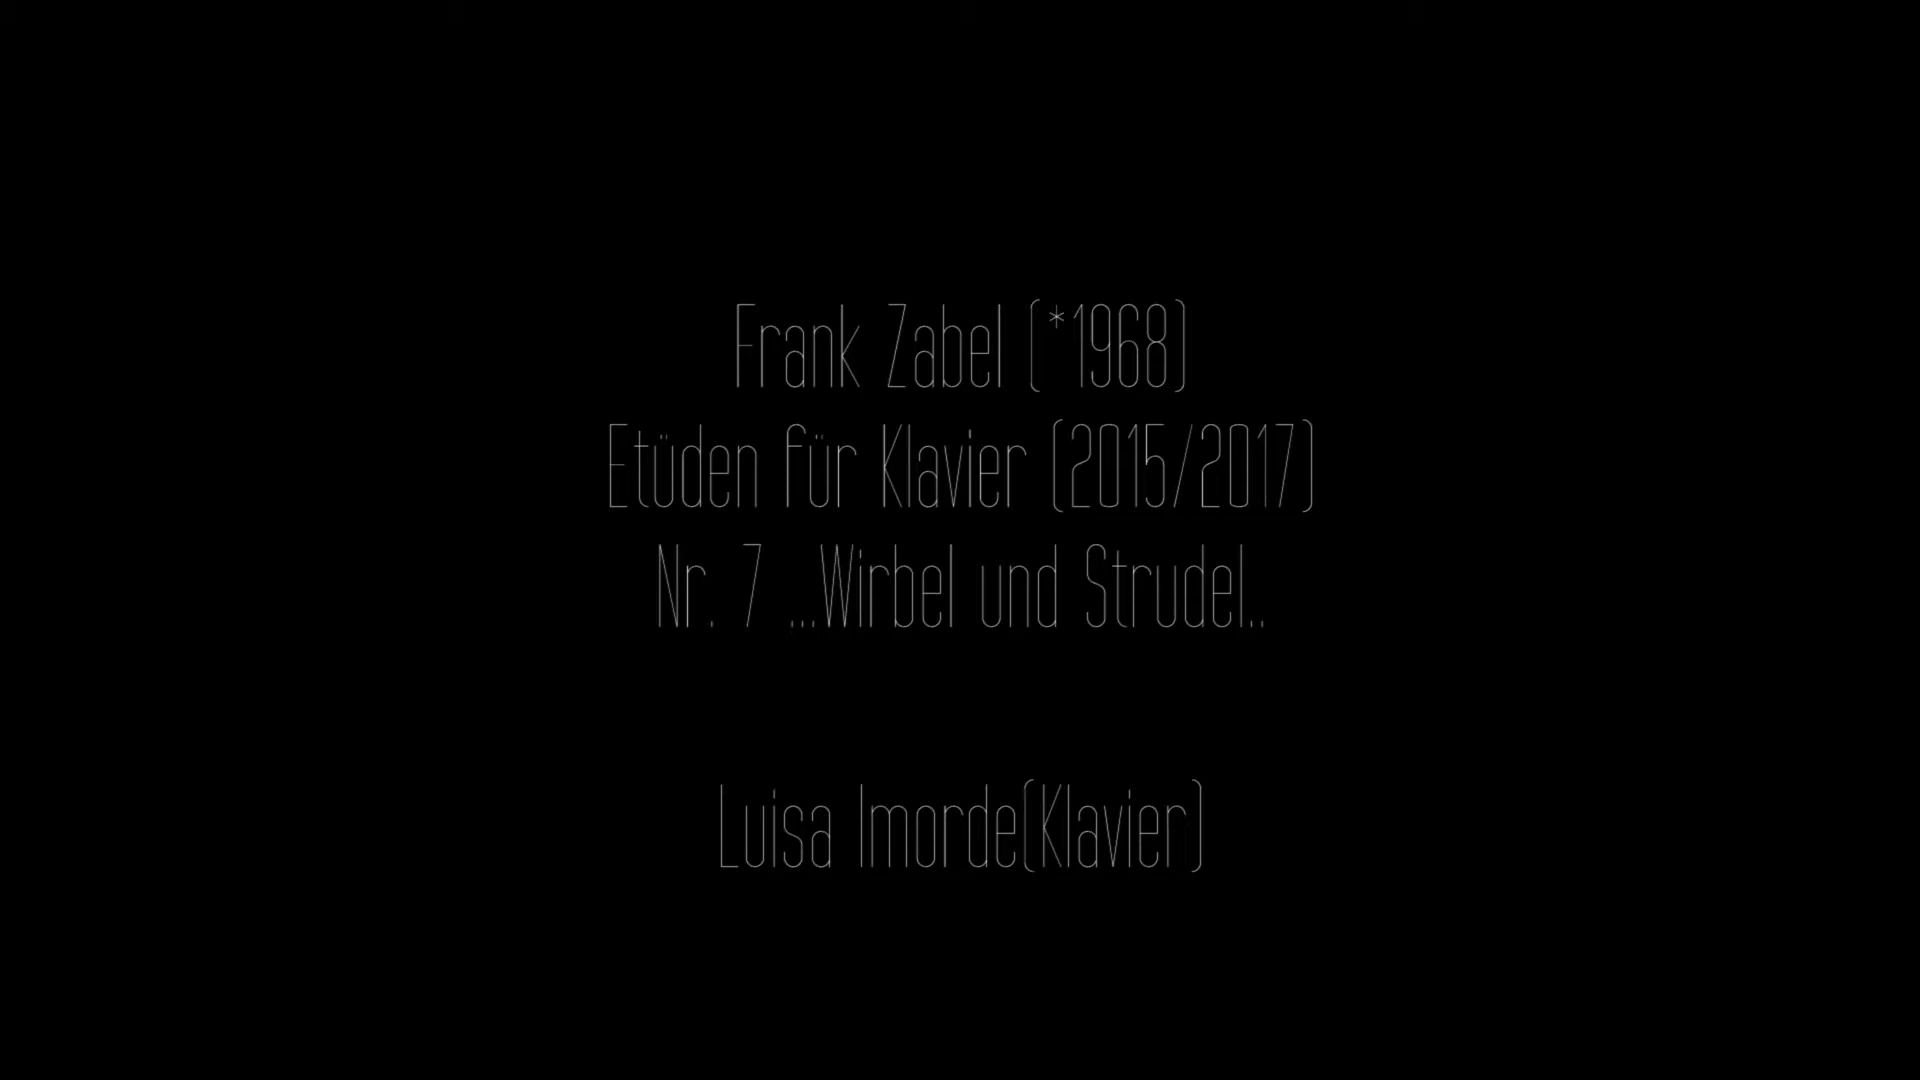 Frank Zabel (*1968)
Etüden für Klavier (2015/2017)
Nr. 7 ...Wirbel und Strudel..
Luisa Imorde(Klavier)